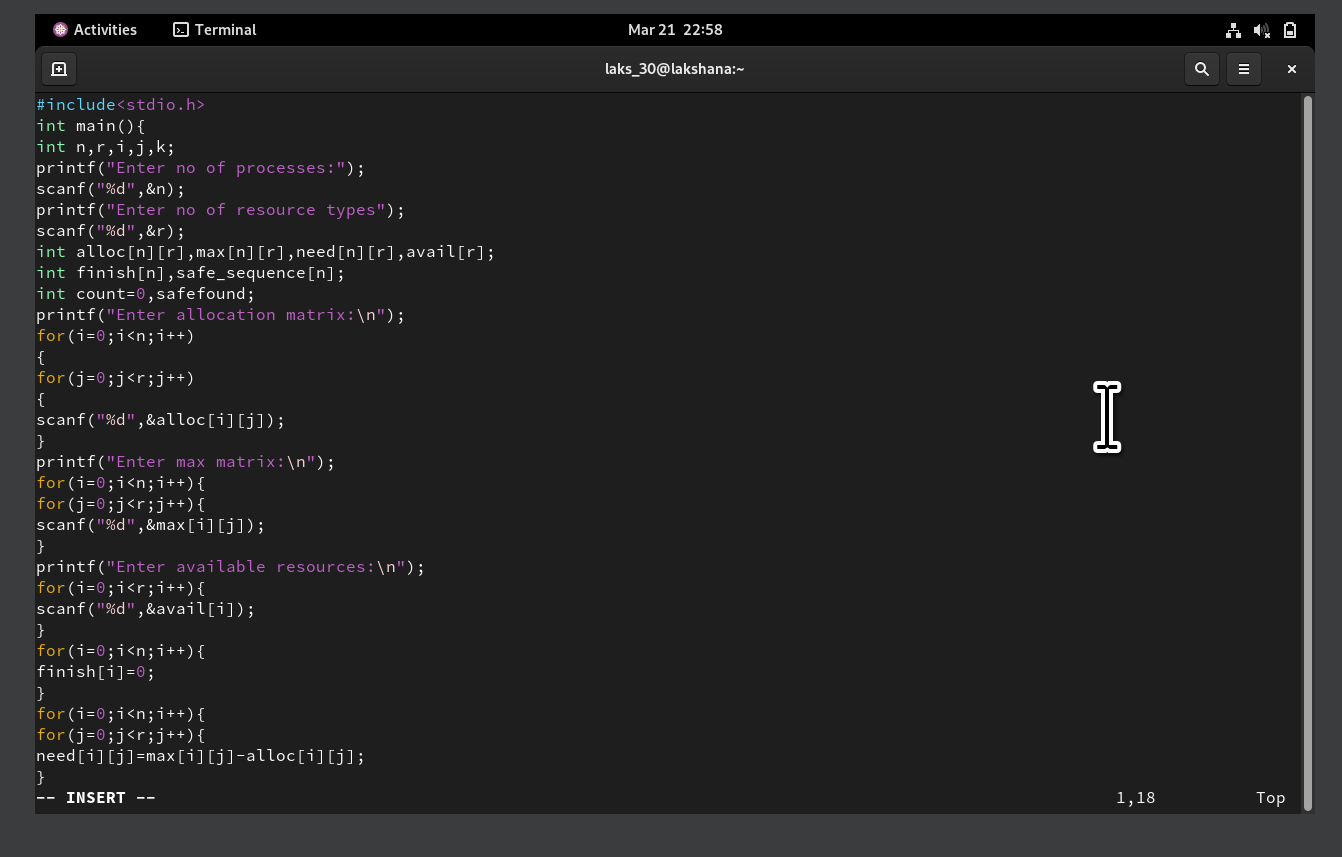 Activities Terminal Mar 21 22:58
laks_30@lakshana:~
#include<stdio.h>
int main(){
int n,r,i,j,k;
printf("Enter no of processes:");
scanf("%d",&n);
printf("Enter no of resource types");
scanf("%d",&r);
int alloc[n][r],max[n][r],need[n][r],avail[r];
int finish[n],safe_sequence[n];
int count=0,safefound;
printf("Enter allocation matrix:\n");
for(i=0;i<n;i++)
{
for(j=0;j<r;j++)
{
scanf("%d",&alloc[i][j]);
}
printf("Enter max matrix:\n");
for(i=0;i<n;i++){
for(j=0;j<r;j++){
scanf("%d",&max[i][j]);
}
printf("Enter available resources:\n");
for(i=0;i<r;i++){
scanf("%d",&avail[i]);
}
for(i=0;i<n;i++){
finish[i]=0;
}
for(i=0;i<n;i++){
for(j=0;j<r;j++){
need[i][j]=max[i][j]-alloc[i][j];
}
-- INSERT -- 1,18 Top